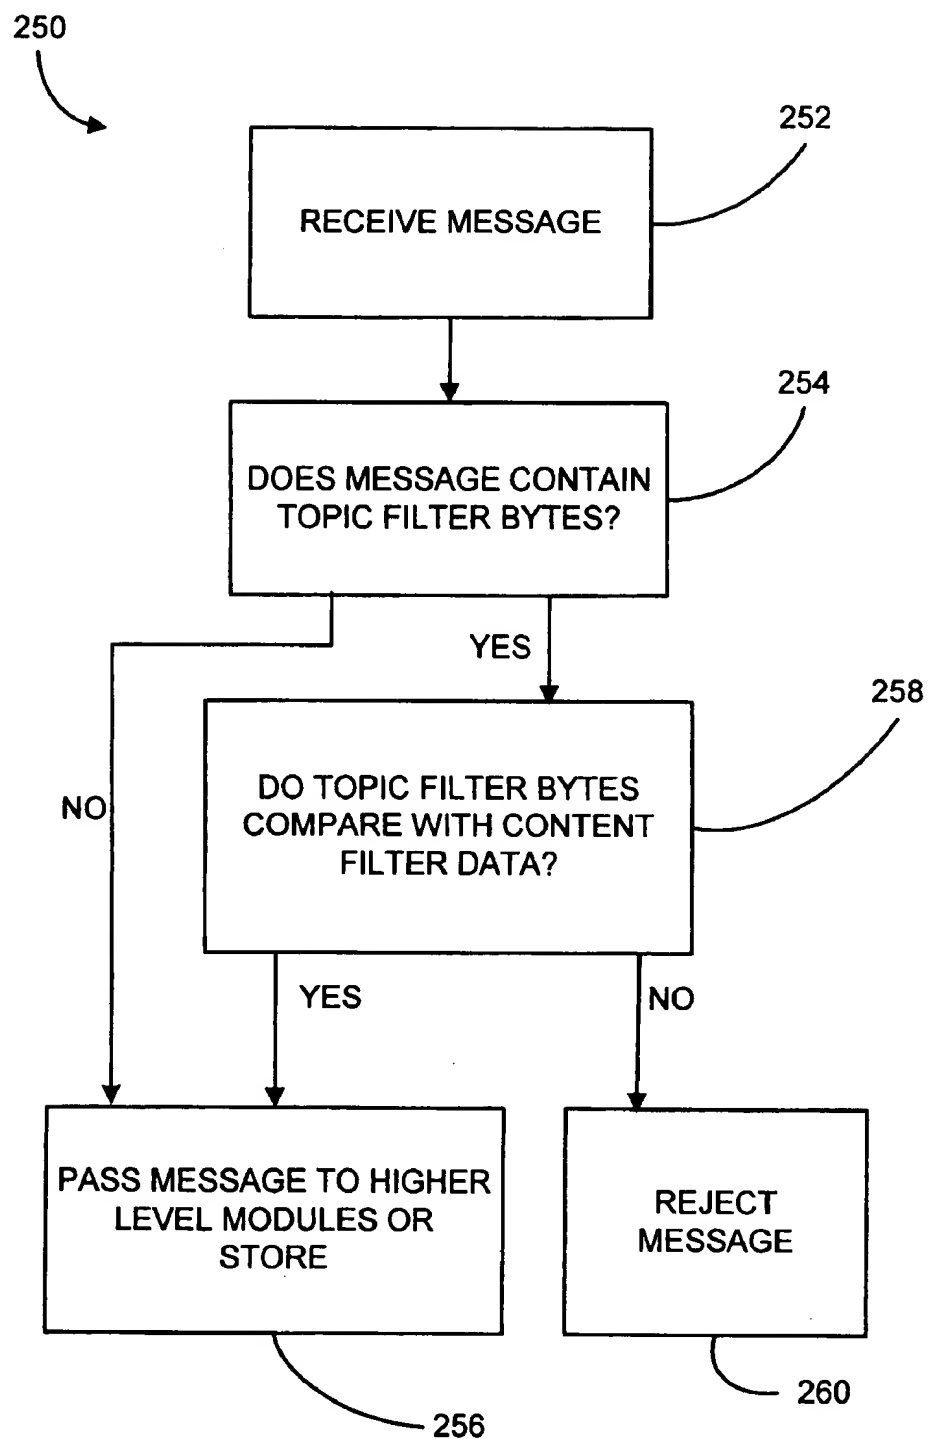 250
252
RECEIVE MESSAGE
254
DOES MESSAGE CONTAIN
TOPIC FILTER BYTES?
YES
258
NO
DO TOPIC FILTER BYTES
COMPARE WITH CONTENT
FILTER DATA?
YES
NO
PASS MESSAGE TO HIGHER
LEVEL MODULES OR
STORE
REJECT
MESSAGE
260
256